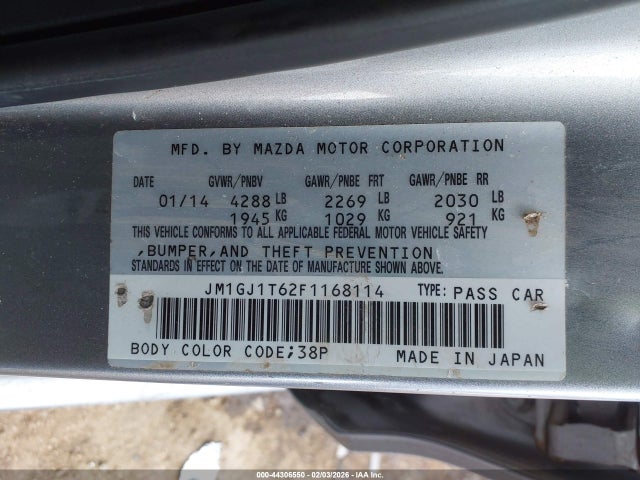 MFD. BY MAZDA MOTOR CORPORATION
DATE GVWR/PNBV GAWR/PNBE FRT GAWR/PNBE RR
01/14 4288 LB 2269 LB 2030 LB
1945 KG 1029 KG 921 KG
THIS VEHICLE CONFORMS TO ALL APPLICABLE FEDERAL MOTOR VEHICLE SAFETY
,BUMPER,AND THEFT PREVENTION
STANDARDS IN EFFECT ON THE DATE OF MANUFACTURE SHOWN ABOVE.
JM1GJ1T62F1168114 TYPE: PASS CAR
BODY COLOR CODE;38P MADE IN JAPAN
000-44306550 - 02/03/2026 - IAAI.COM